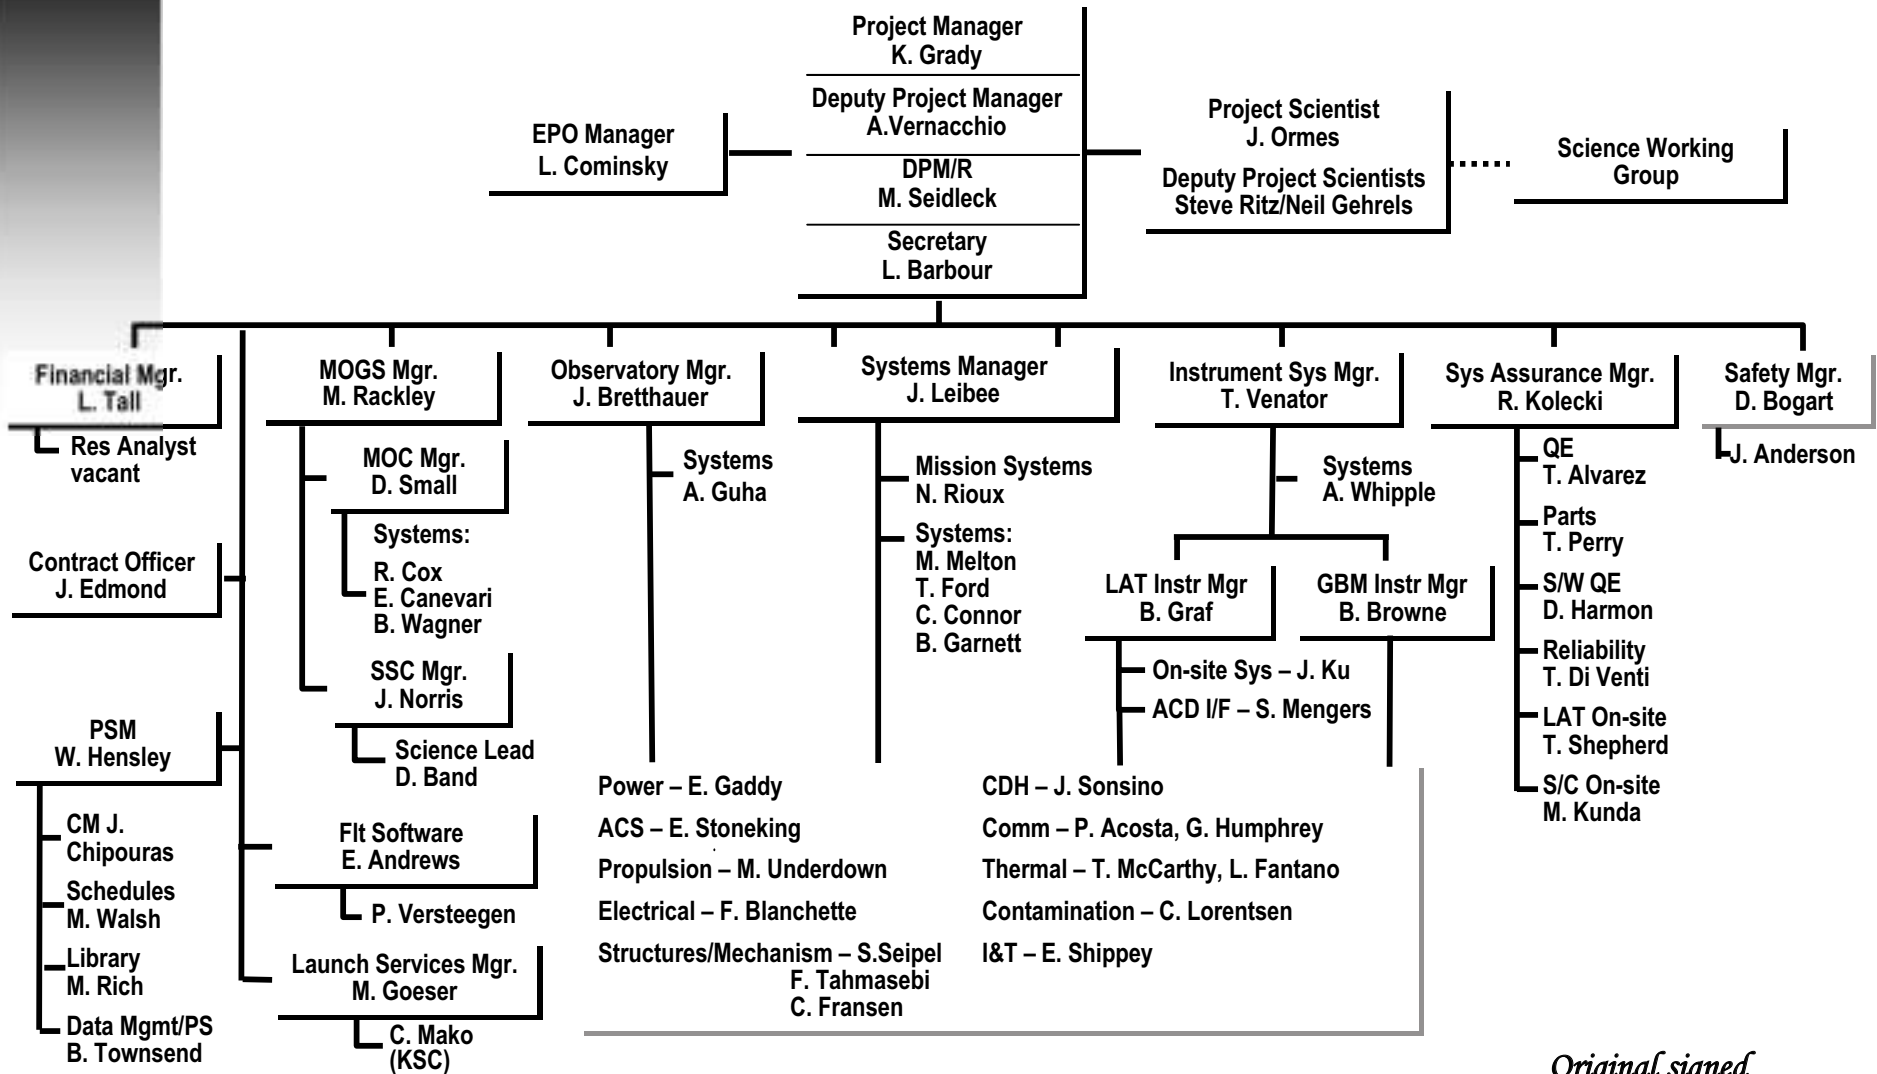 Project Manager
K. Grady
Deputy Project Manager
A.Vernacchio
DPM/R
M. Seidleck
Secretary
L. Barbour
EPO Manager
L. Cominsky
Project Scientist
J. Ormes
Deputy Project Scientists
Steve Ritz/Neil Gehrels
Science Working
Group
Financial Mgr.
L. Tall
Res Analyst
vacant
Contract Officer
J. Edmond
PSM
W. Hensley
CM J.
Chipouras
Schedules
M. Walsh
Library
M. Rich
Data Mgmt/PS
B. Townsend
MOGS Mgr.
M. Rackley
MOC Mgr.
D. Small
Systems:
R. Cox
E. Canevari
B. Wagner
SSC Mgr.
J. Norris
Science Lead
D. Band
Flt Software
E. Andrews
P. Versteegen
Launch Services Mgr.
M. Goeser
C. Mako
(KSC)
Observatory Mgr.
J. Bretthauer
Systems
A. Guha
Systems Manager
J. Leibee
Mission Systems
N. Rioux
Systems:
M. Melton
T. Ford
C. Connor
B. Garnett
Instrument Sys Mgr.
T. Venator
Systems
A. Whipple
LAT Instr Mgr
B. Graf
On-site Sys – J. Ku
ACD I/F – S. Mengers
GBM Instr Mgr
B. Browne
Power – E. Gaddy
ACS – E. Stoneking
Propulsion – M. Underdown
Electrical – F. Blanchette
Structures/Mechanism – S.Seipel
F. Tahmasebi
C. Fransen
CDH – J. Sonsino
Comm – P. Acosta, G. Humphrey
Thermal – T. McCarthy, L. Fantano
Contamination – C. Lorentsen
I&T – E. Shippey
Sys Assurance Mgr.
R. Kolecki
QE
T. Alvarez
Parts
T. Perry
S/W QE
D. Harmon
Reliability
T. Di Venti
LAT On-site
T. Shepherd
S/C On-site
M. Kunda
Safety Mgr.
D. Bogart
J. Anderson
Original signed